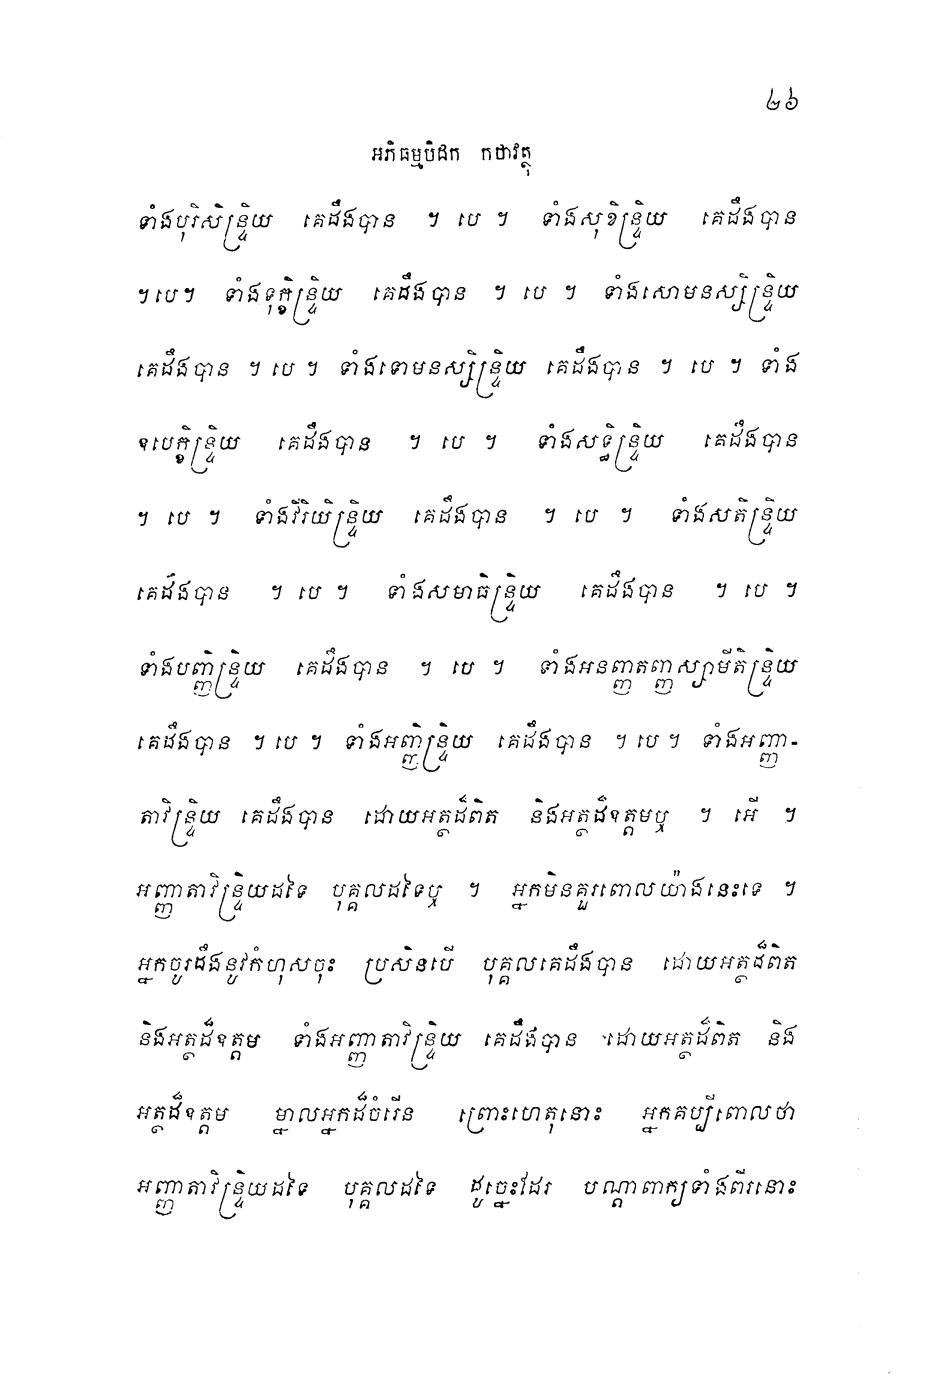 ២៦
អភិធម្មបិដក កថាវត្ថុ
ទាំងបុរិសិន្ទ្រិយ គេដឹងបាន ។ បេ ។ ទាំងសុខិន្ទ្រិយ គេដឹងបាន
។បេ។ ទាំងទុក្ខិន្ទ្រិយ គេដឹងបាន ។ បេ ។ ទាំងសោមនស្សិន្ទ្រិយ
គេដឹងបាន ។ បេ ។ ទាំងទោមនស្សិន្ទ្រិយ គេដឹងបាន ។ បេ ។ ទាំង
ឧបេក្ខិន្ទ្រិយ គេដឹងបាន ។ បេ ។ ទាំងសទ្ធិន្ទ្រិយ គេដឹងបាន
។ បេ ។ ទាំងវីរិយិន្ទ្រិយ គេដឹងបាន ។ បេ ។ ទាំងសតិន្ទ្រិយ
គេដឹងបាន ។ បេ ។ ទាំងសមាធិន្ទ្រិយ គេដឹងបាន ។ បេ ។
ទាំងបញ្ញិន្ទ្រិយ គេដឹងបាន ។ បេ ។ ទាំងអនញ្ញតញ្ញស្សាមីតិន្ទ្រិយ
គេដឹងបាន ។ បេ ។ ទាំងអញ្ញិន្ទ្រិយ គេដឹងបាន ។ បេ ។ ទាំងអញ្ញា-
តាវិន្ទ្រិយ គេដឹងបាន ដោយអត្ថដ៏ពិត និងអត្ថដ៏ឧត្តមឬ ។ អើ ។
អញ្ញាតាវិន្ទ្រិយដទៃ បុគ្គលដទៃឬ ។ អ្នកមិនគួរពោលយ៉ាងនេះទេ ។
អ្នកចូរដឹងនូវកំហុសចុះ ប្រសិនបើ បុគ្គលគេដឹងបាន ដោយអត្ថដ៏ពិត
និងអត្ថដ៏ឧត្តម ទាំងអញ្ញាតាវិន្ទ្រិយ គេដឹងបាន ដោយអត្ថដ៏ពិត និង
អត្ថដ៏ឧត្តម ម្នាលអ្នកដ៏ចំរើន ព្រោះហេតុនោះ អ្នកគប្បីពោលថា
អញ្ញាតាវិន្ទ្រិយដទៃ បុគ្គលដទៃ ដូច្នេះដែរ បណ្តាពាក្យទាំងពីរនោះ